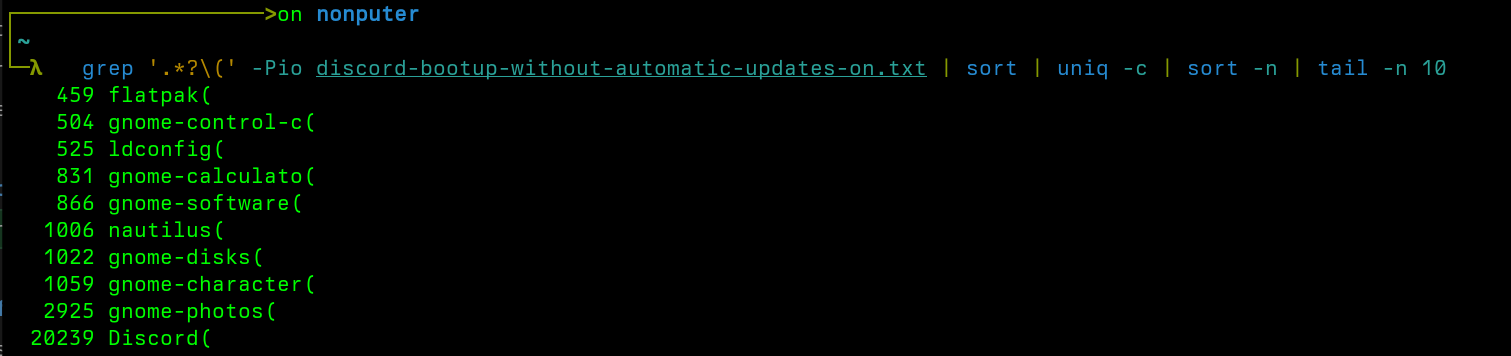 >on nonputer
~
λ grep '.*?\(' -Pio discord-bootup-without-automatic-updates-on.txt | sort | uniq -c | sort -n | tail -n 10
459 flatpak(
504 gnome-control-c(
525 ldconfig(
831 gnome-calculato(
866 gnome-software(
1006 nautilus(
1022 gnome-disks(
1059 gnome-character(
2925 gnome-photos(
20239 Discord(